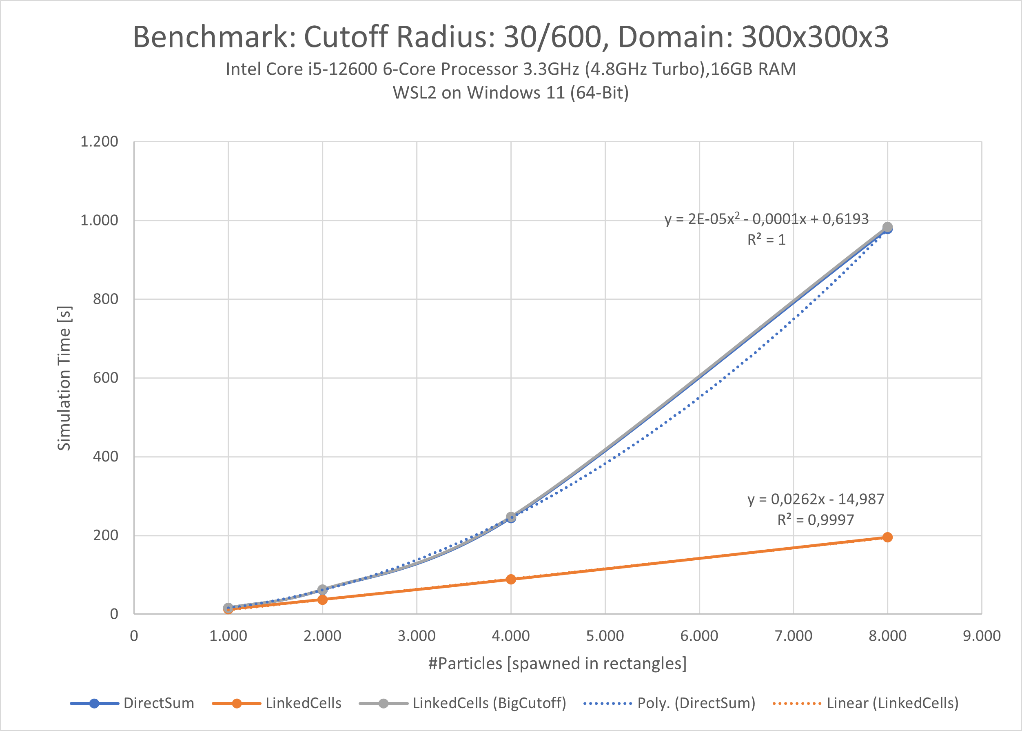 Benchmark: Cutoff Radius: 30/600, Domain: 300x300x3
Intel Core i5-12600 6-Core Processor 3.3GHz (4.8GHz Turbo),16GB RAM
WSL2 on Windows 11 (64-Bit)
1.200
1.000
800
600
400
200
0
Simulation Time [s]
y = 2E-05x² - 0,0001x + 0,6193
R² = 1
y = 0,0262x - 14,987
R² = 0,9997
0 1.000 2.000 3.000 4.000 5.000 6.000 7.000 8.000 9.000
#Particles [spawned in rectangles]
DirectSum LinkedCells LinkedCells (BigCutoff) Poly. (DirectSum) Linear (LinkedCells)